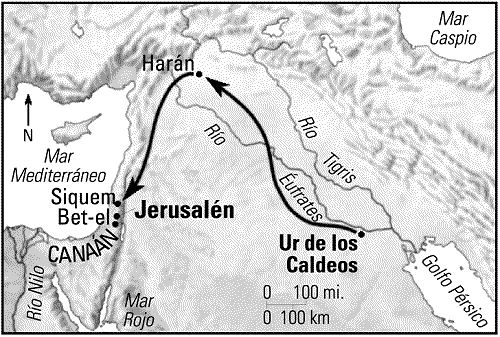 Mar
Caspio
Harán
N
Río
Río
Tigris
Éufrates
Mar
Mediterráneo
Siquem
Bet-el
Jerusalén
CANAÁN
Ur de los
Caldeos
Golfo Pérsico
Río Nilo
Mar
Rojo
0 100 mi.
0 100 km